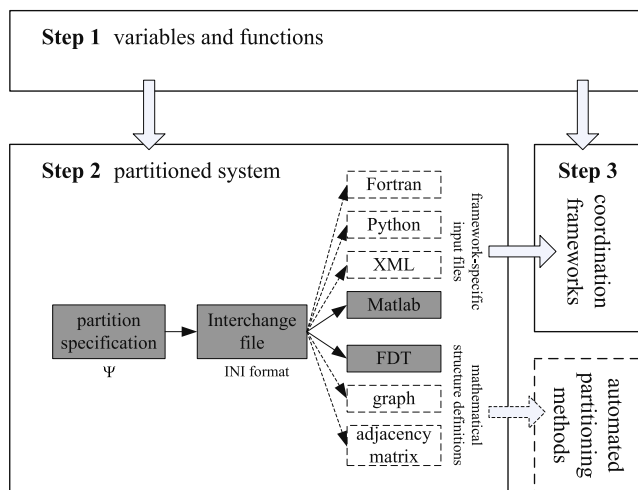 Step 1 variables and functions
Step 2 partitioned system
partition
specification
Ψ
Interchange
file
INI format
Fortran
Python
XML
Matlab
FDT
graph
adjacency
matrix
framework-specific
input files
mathematical
structure definitions
Step 3
coordination
frameworks
automated
partitioning
methods